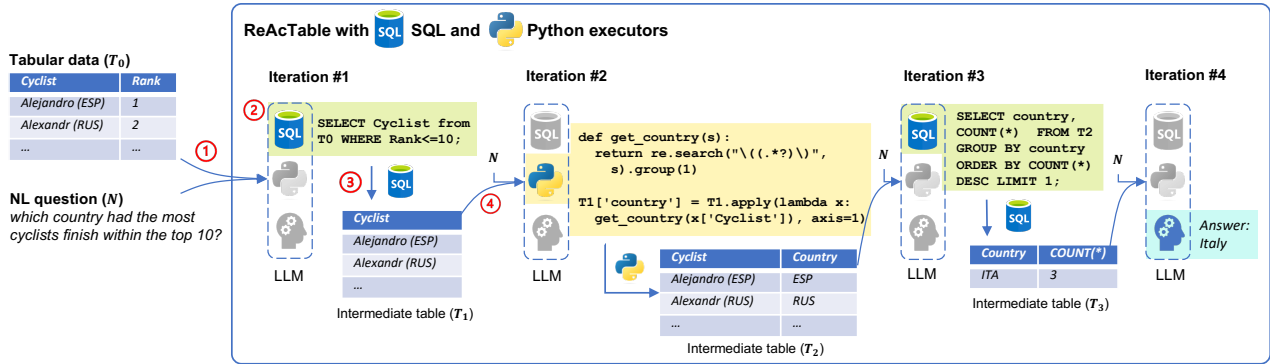 ReAcTable with SQL SQL and Python executors
Tabular data (T0)
Cyclist Rank
Alejandro (ESP) 1
Alexandr (RUS) 2
... ...
1
NL question (N)
which country had the most
cyclists finish within the top 10?
Iteration #1
2
SQL
LLM
SELECT Cyclist from
T0 WHERE Rank<=10;
3
SQL
Cyclist
Alejandro (ESP)
Alexandr (RUS)
...
Intermediate table (T1)
4
N
Iteration #2
SQL
LLM
def get_country(s):
return re.search("\((.*?)\)",
s).group(1)
T1['country'] = T1.apply(lambda x:
get_country(x['Cyclist']), axis=1)
Cyclist Country
Alejandro (ESP) ESP
Alexandr (RUS) RUS
... ...
Intermediate table (T2)
N
Iteration #3
SQL
LLM
SELECT country,
COUNT(*) FROM T2
GROUP BY country
ORDER BY COUNT(*)
DESC LIMIT 1;
SQL
Country COUNT(*)
ITA 3
Intermediate table (T3)
N
Iteration #4
SQL
LLM
Answer:
Italy